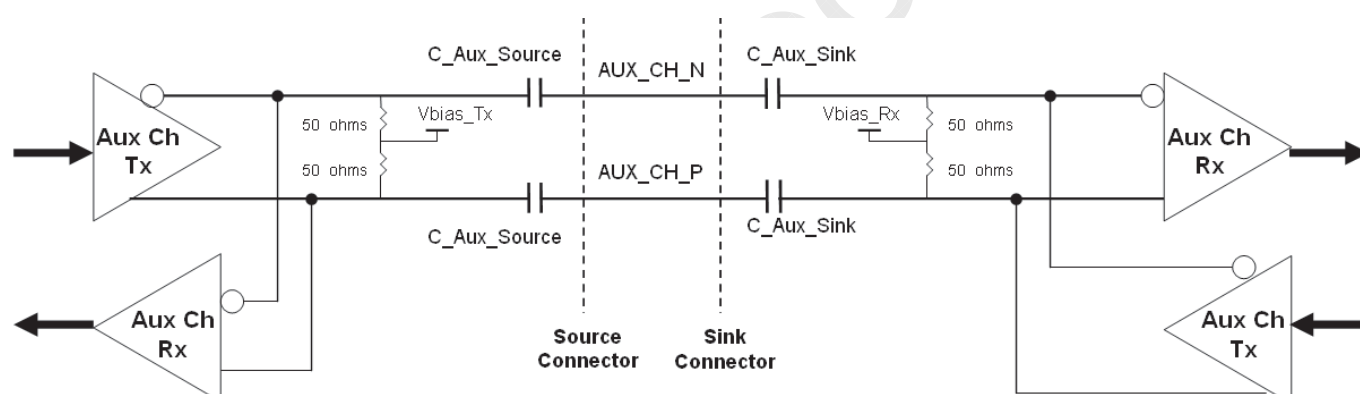 C_Aux_Source
AUX_CH_N
C_Aux_Sink
Aux Ch
Tx
50 ohms
Vbias_Tx
50 ohms
Vbias_Rx
50 ohms
50 ohms
Aux Ch
Rx
AUX_CH_P
C_Aux_Source
C_Aux_Sink
Aux Ch
Rx
Source
Connector
Sink
Connector
Aux Ch
Tx